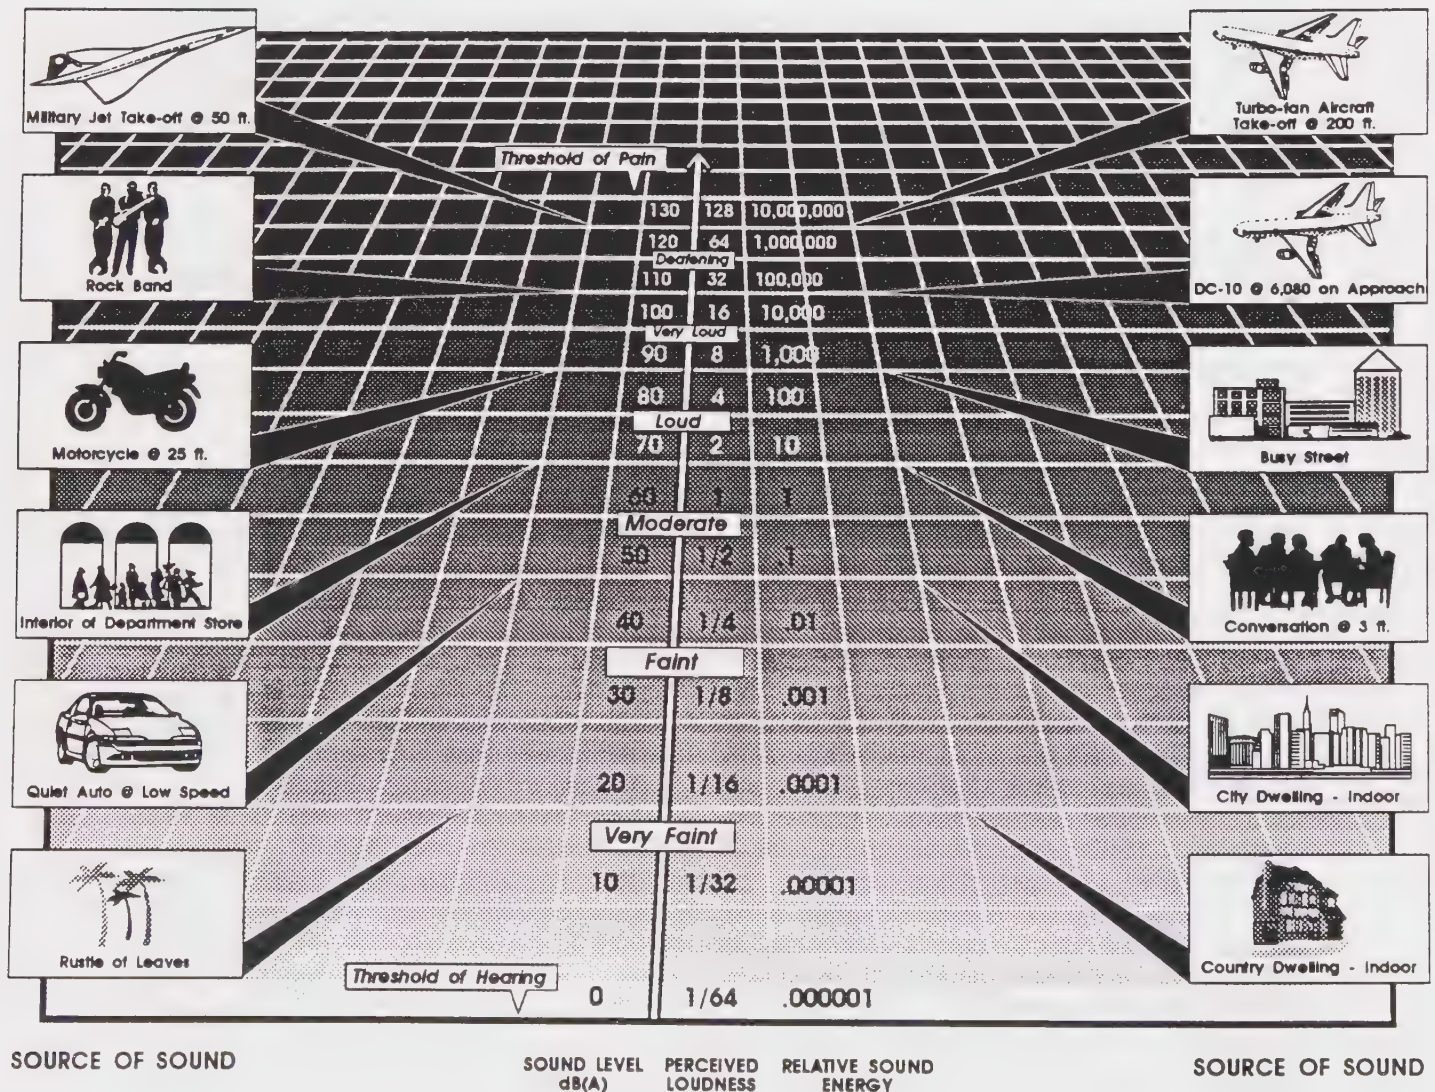 Military Jet Take-off @ 50 ft.
Turbo-fan Aircraft
Take-off @ 200 ft.
Threshold of Pain
130 128 10,000,000
120 64 1,000,000
Deafening
110 32 100,000
Rock Band
DC-10 @ 6,080 on Approach
100 16 10,000
Very Loud
90 8 1,000
80 4 100
Loud
70 2 10
Motorcycle @ 25 ft.
Busy Street
60 1 1
Moderate
50 1/2 .1
40 1/4 .01
Interior of Department Store
Conversation @ 3 ft.
Faint
30 1/8 .001
20 1/16 .0001
Quiet Auto @ Low Speed
City Dwelling - Indoor
Very Faint
10 1/32 .00001
Rustle of Leaves
Country Dwelling - Indoor
Threshold of Hearing
0 1/64 .000001
SOURCE OF SOUND
SOUND LEVEL
dB(A)
PERCEIVED
LOUDNESS
RELATIVE SOUND
ENERGY
SOURCE OF SOUND